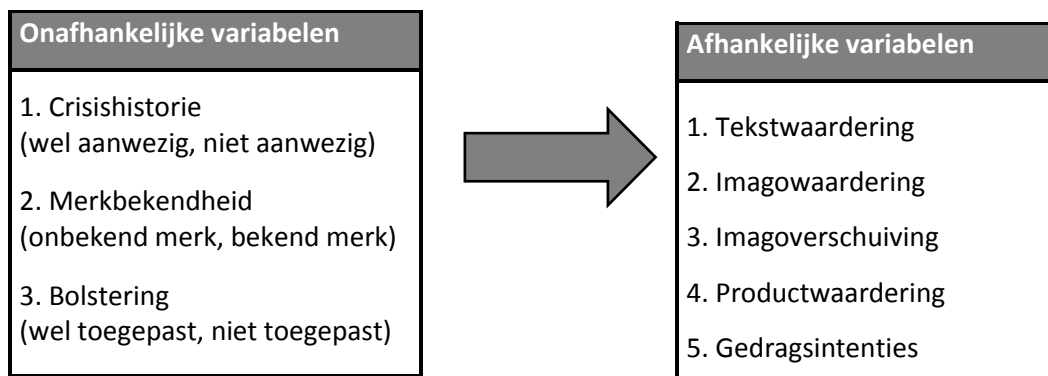 Onafhankelijke variabelen
1. Crisishistorie
(wel aanwezig, niet aanwezig)
2. Merkbekendheid
(onbekend merk, bekend merk)
3. Bolstering
(wel toegepast, niet toegepast)
Afhankelijke variabelen
1. Tekstwaardering
2. Imagowaardering
3. Imagoverschuiving
4. Productwaardering
5. Gedragsintenties